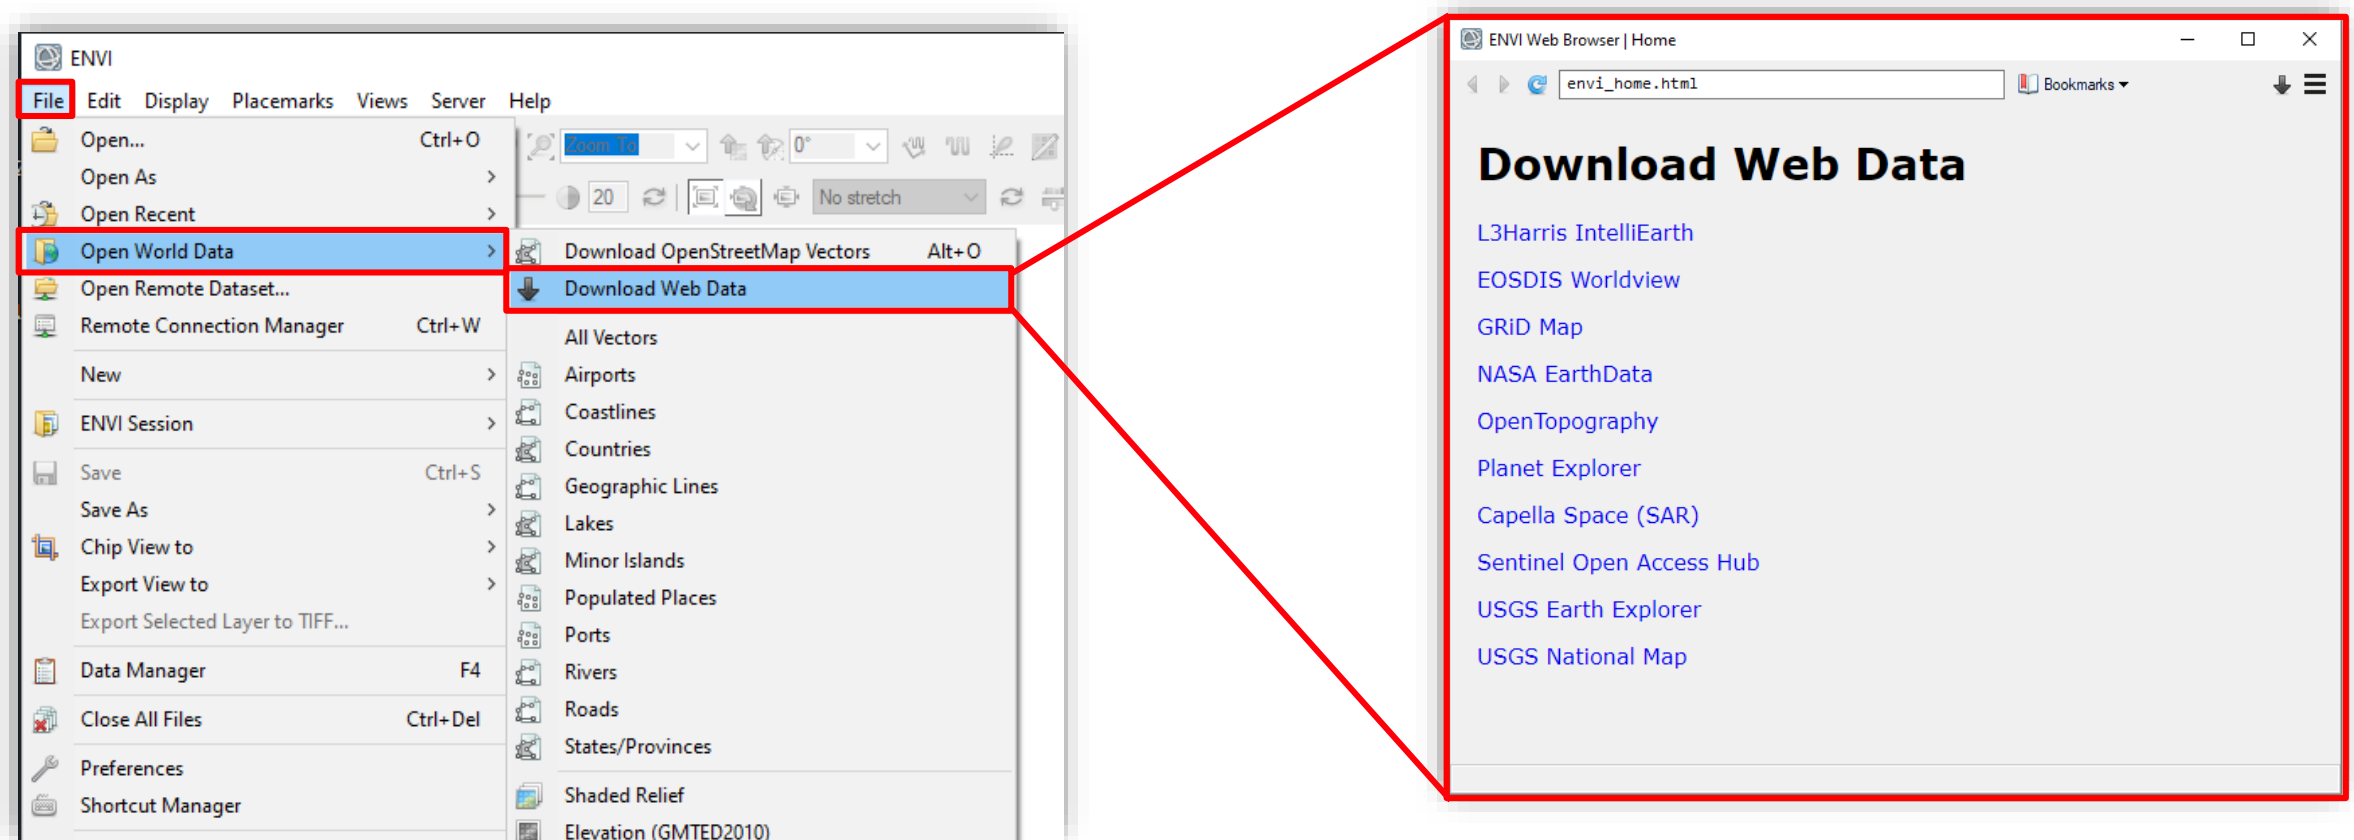 ENVI
File Edit Display Placemarks Views Server Help
Open... Ctrl+O
Open As
Open Recent
Open World Data
Open Remote Dataset...
Remote Connection Manager Ctrl+W
New
ENVI Session
Save Ctrl+S
Save As
Chip View to
Export View to
Export Selected Layer to TIFF...
Data Manager F4
Close All Files Ctrl+Del
Preferences
Shortcut Manager
Zoom To 0°
20 No stretch
Download OpenStreetMap Vectors Alt+O
Download Web Data
All Vectors
Airports
Coastlines
Countries
Geographic Lines
Lakes
Minor Islands
Populated Places
Ports
Rivers
Roads
States/Provinces
Shaded Relief
Elevation (GMTED2010)
ENVI Web Browser | Home
envi_home.html Bookmarks
Download Web Data
L3Harris IntelliEarth
EOSDIS Worldview
GRiD Map
NASA EarthData
OpenTopography
Planet Explorer
Capella Space (SAR)
Sentinel Open Access Hub
USGS Earth Explorer
USGS National Map